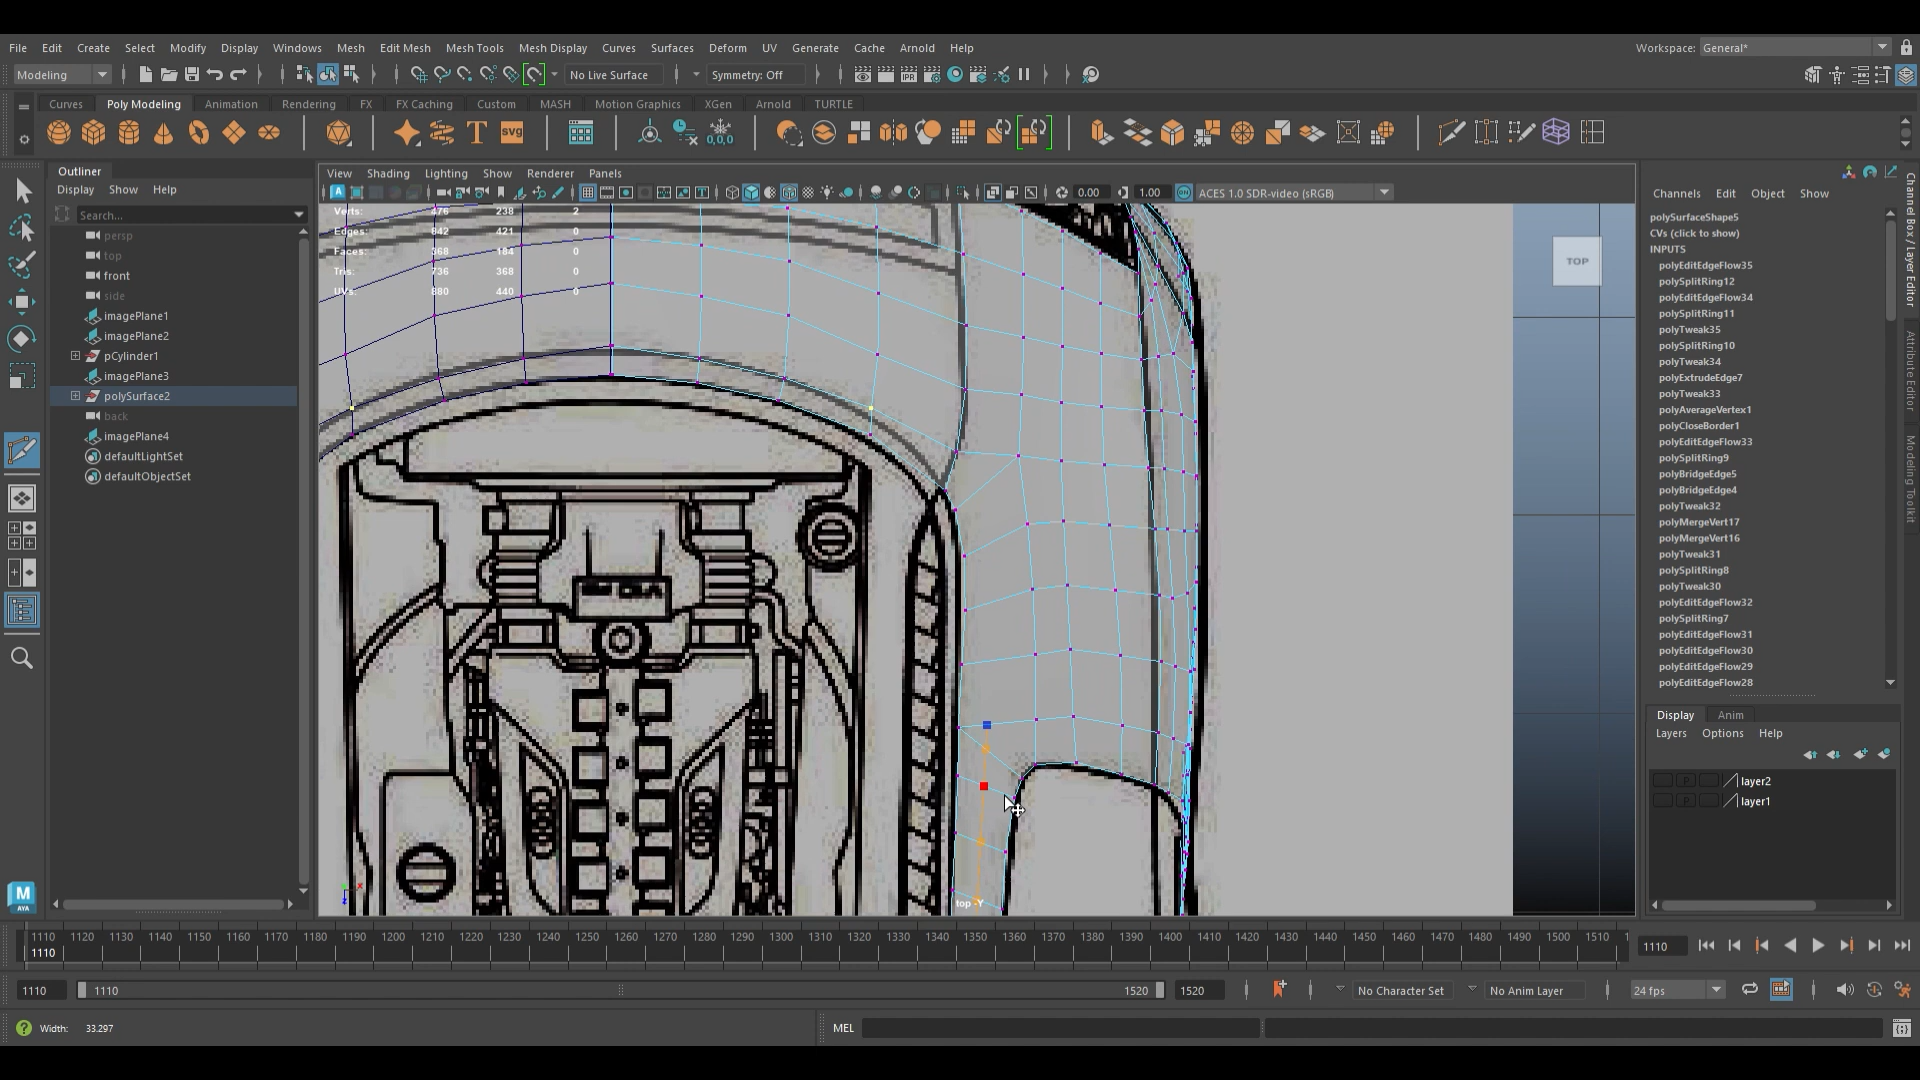 File Edit Create Select Modify Display Windows Mesh Edit Mesh Mesh Tools Mesh Display Curves Surfaces Deform UV Generate Cache Arnold Help
Workspace: General*
Modeling
No Live Surface
Symmetry: Off
Curves Poly Modeling Animation Rendering FX FX Caching Custom MASH Motion Graphics XGen Arnold TURTLE
Outliner
Display Show Help
Search...
persp
top
front
side
imagePlane1
imagePlane2
pCylinder1
imagePlane3
polySurface2
back
imagePlane4
defaultLightSet
defaultObjectSet
View Shading Lighting Show Renderer Panels
0.00 1.00 ACES 1.0 SDR-video (sRGB)
Verts: 476 238 2
Edges: 842 421 0
Faces: 368 184 0
Tris: 736 368 0
UVs: 880 440 0
TOP
top -Y
Channels Edit Object Show
polySurfaceShape5
CVs (click to show)
INPUTS
polyEditEdgeFlow35
polySplitRing12
polyEditEdgeFlow34
polySplitRing11
polyTweak35
polySplitRing10
polyTweak34
polyExtrudeEdge7
polyTweak33
polyAverageVertex1
polyCloseBorder1
polyEditEdgeFlow33
polySplitRing9
polyBridgeEdge5
polyBridgeEdge4
polyTweak32
polyMergeVert17
polyMergeVert16
polyTweak31
polySplitRing8
polyTweak30
polyEditEdgeFlow32
polySplitRing7
polyEditEdgeFlow31
polyEditEdgeFlow30
polyEditEdgeFlow29
polyEditEdgeFlow28
Channel Box / Layer Editor
Attribute Editor
Modeling Toolkit
Display Anim
Layers Options Help
P layer2
P layer1
1110 1120 1130 1140 1150 1160 1170 1180 1190 1200 1210 1220 1230 1240 1250 1260 1270 1280 1290 1300 1310 1320 1330 1340 1350 1360 1370 1380 1390 1400 1410 1420 1430 1440 1450 1460 1470 1480 1490 1500 1510 1
1110
1110
1110 1110 1520 1520
No Character Set
No Anim Layer
24 fps
Width: 33.297
MEL
M
AYA